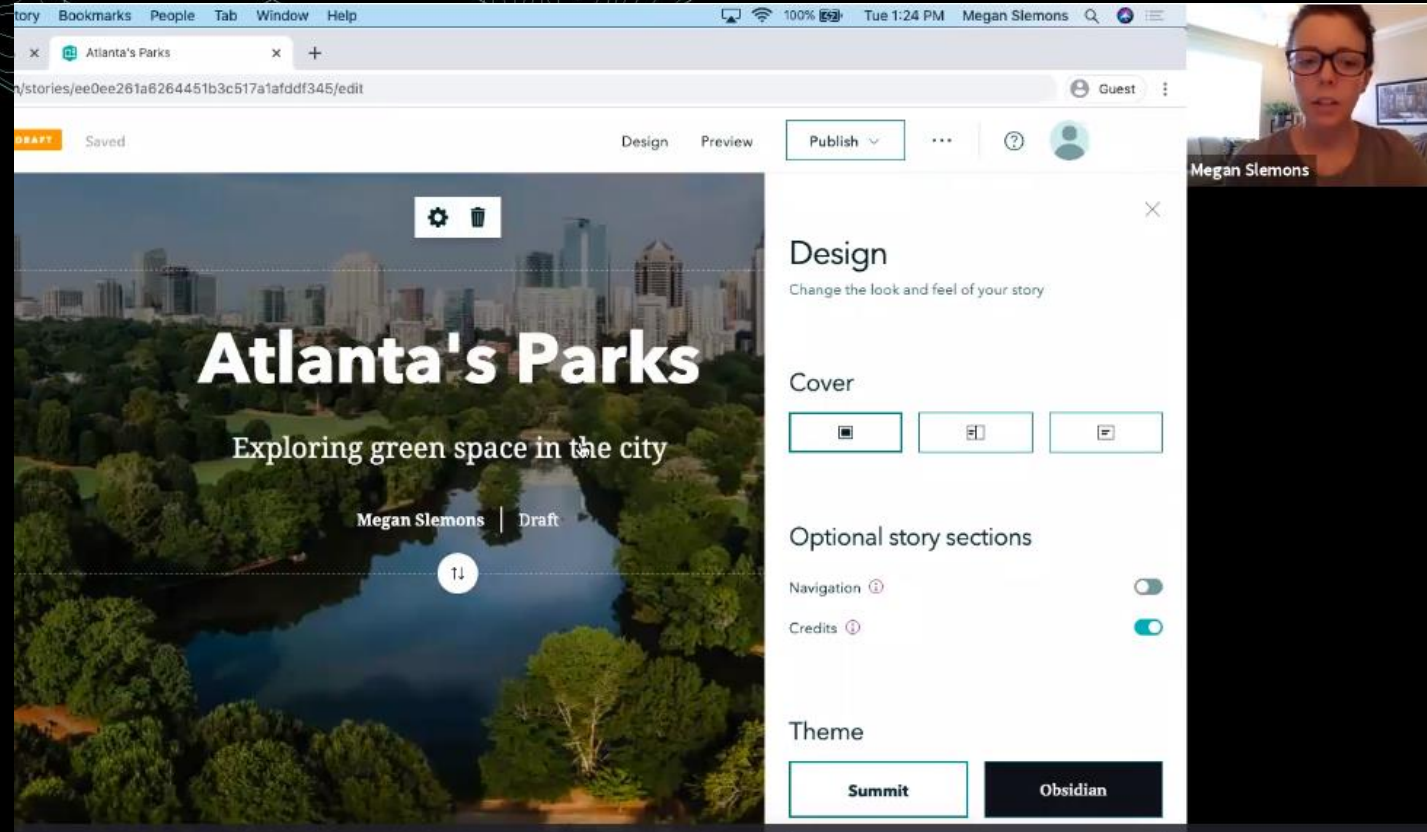 tory Bookmarks People Tab Window Help 100% Tue 1:24 PM Megan Slemons
Atlanta's Parks
/stories/ee0ee261a6264451b3c517a1afddf345/edit Guest
DRAFT Saved Design Preview Publish
Megan Slemons
Atlanta's Parks
Exploring green space in the city
Megan Slemons | Draft
Design
Change the look and feel of your story
Cover
Optional story sections
Navigation
Credits
Theme
Summit Obsidian